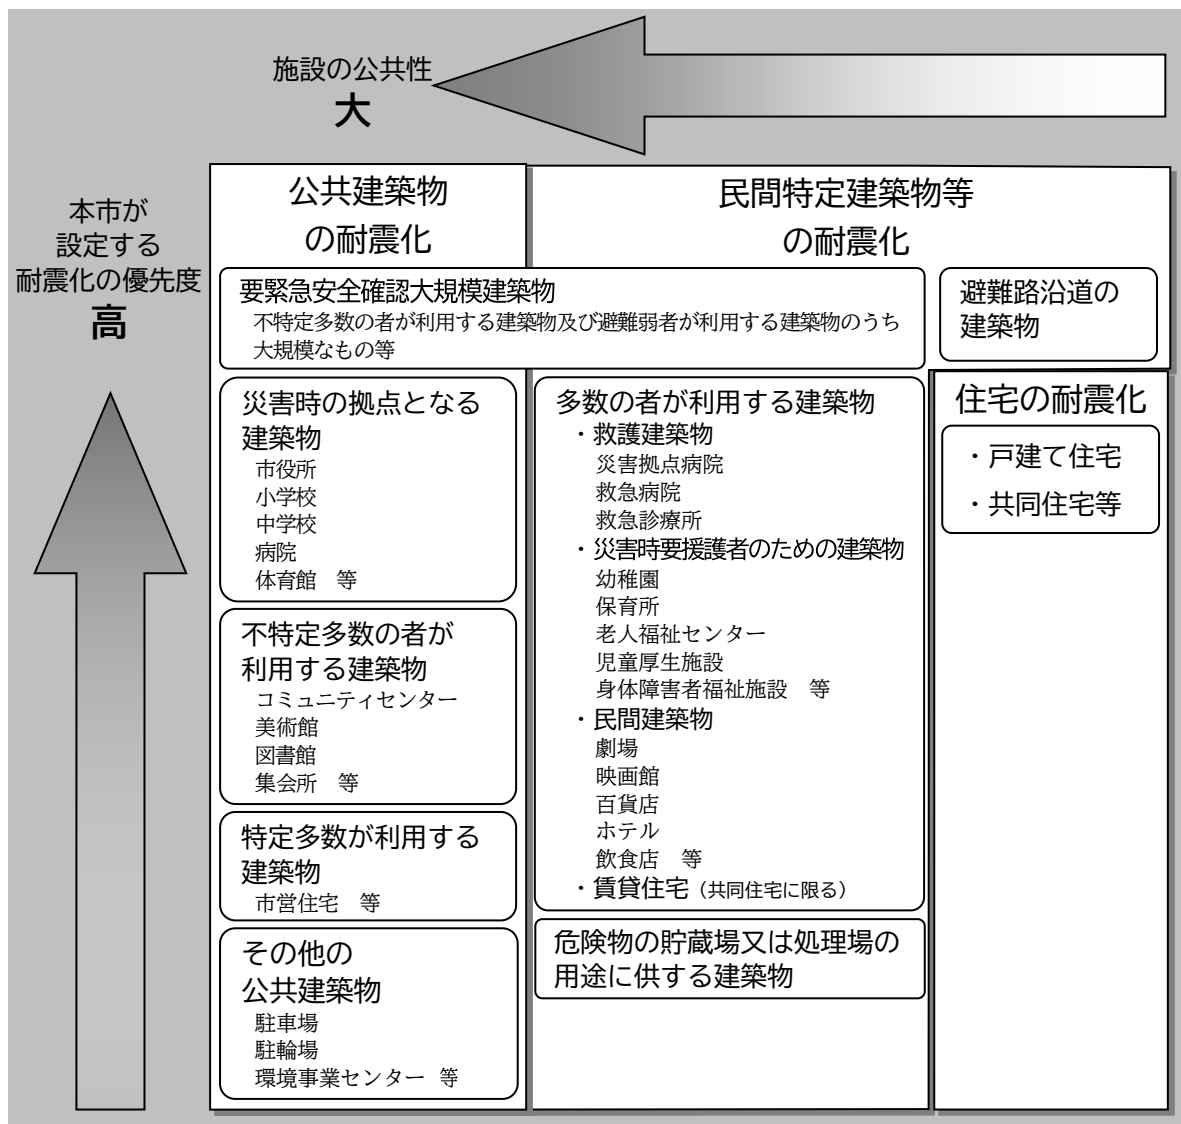 施設の公共性
大
本市が
設定する
耐震化の優先度
高
公共建築物
の耐震化
民間特定建築物等
の耐震化
要緊急安全確認大規模建築物
不特定多数の者が利用する建築物及び避難弱者が利用する建築物のうち
大規模なもの等
避難路沿道の
建築物
災害時の拠点となる
建築物
市役所
小学校
中学校
病院
体育館　等
不特定多数の者が
利用する建築物
コミュニティセンター
美術館
図書館
集会所　等
特定多数が利用する
建築物
市営住宅　等
その他の
公共建築物
駐車場
駐輪場
環境事業センター　等
多数の者が利用する建築物
・救護建築物
災害拠点病院
救急病院
救急診療所
・災害時要援護者のための建築物
幼稚園
保育所
老人福祉センター
児童厚生施設
身体障害者福祉施設　等
・民間建築物
劇場
映画館
百貨店
ホテル
飲食店　等
・賃貸住宅（共同住宅に限る）
危険物の貯蔵場又は処理場の
用途に供する建築物
住宅の耐震化
・戸建て住宅
・共同住宅等